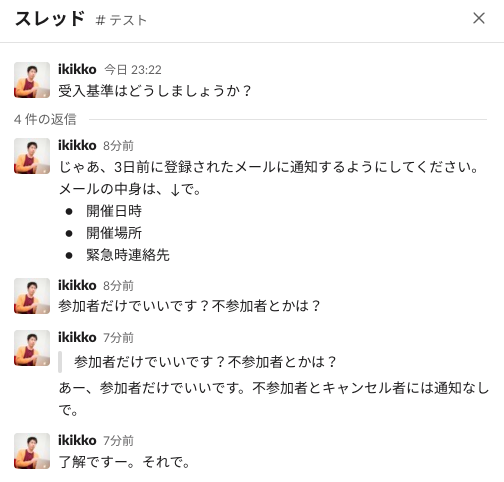 スレッド # テスト
ikikko 今日 23:22
受入基準はどうしましょうか？
4 件の返信
ikikko 8分前
じゃあ、3日前に登録されたメールに通知するようにしてください。
メールの中身は、↓で。
● 開催日時
● 開催場所
● 緊急時連絡先
ikikko 8分前
参加者だけでいいです？不参加者とかは？
ikikko 7分前
参加者だけでいいです？不参加者とかは？
あー、参加者だけでいいです。不参加者とキャンセル者には通知なし
で。
ikikko 7分前
了解ですー。それで。